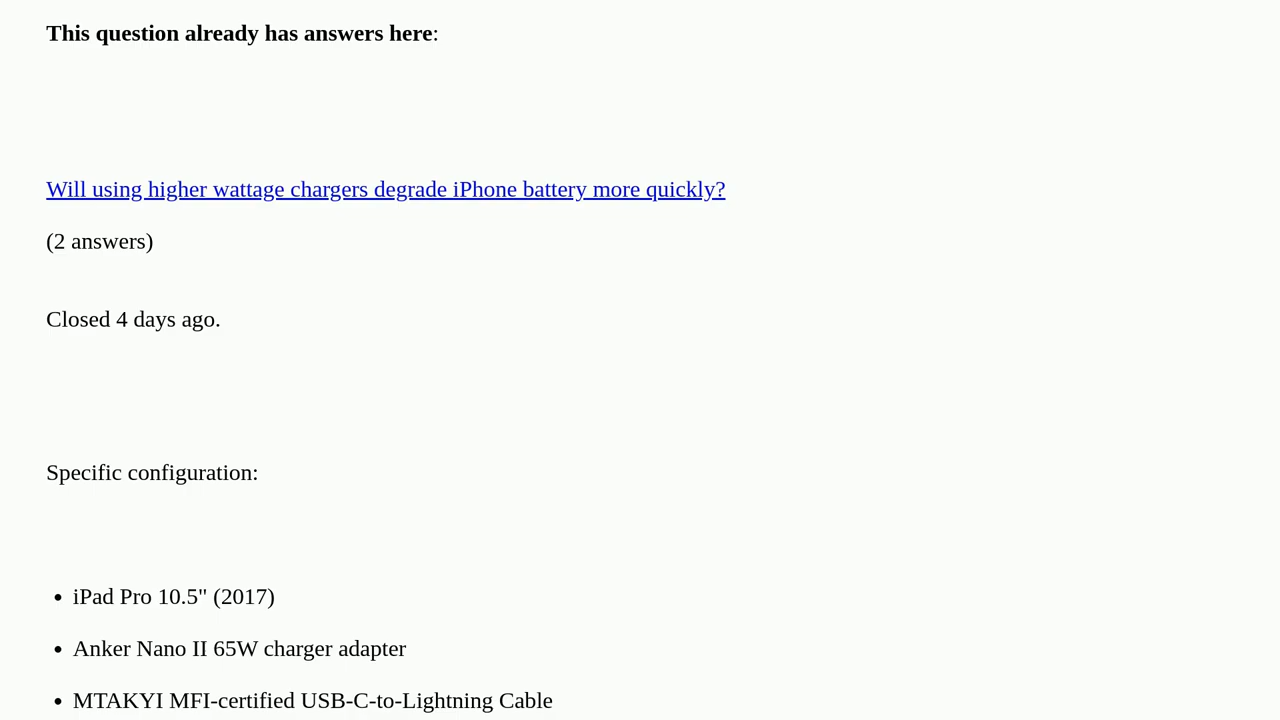 This question already has answers here:
Will using higher wattage chargers degrade iPhone battery more quickly?
(2 answers)
Closed 4 days ago.
Specific configuration:
• iPad Pro 10.5" (2017)
• Anker Nano II 65W charger adapter
• MTAKYI MFI-certified USB-C-to-Lightning Cable